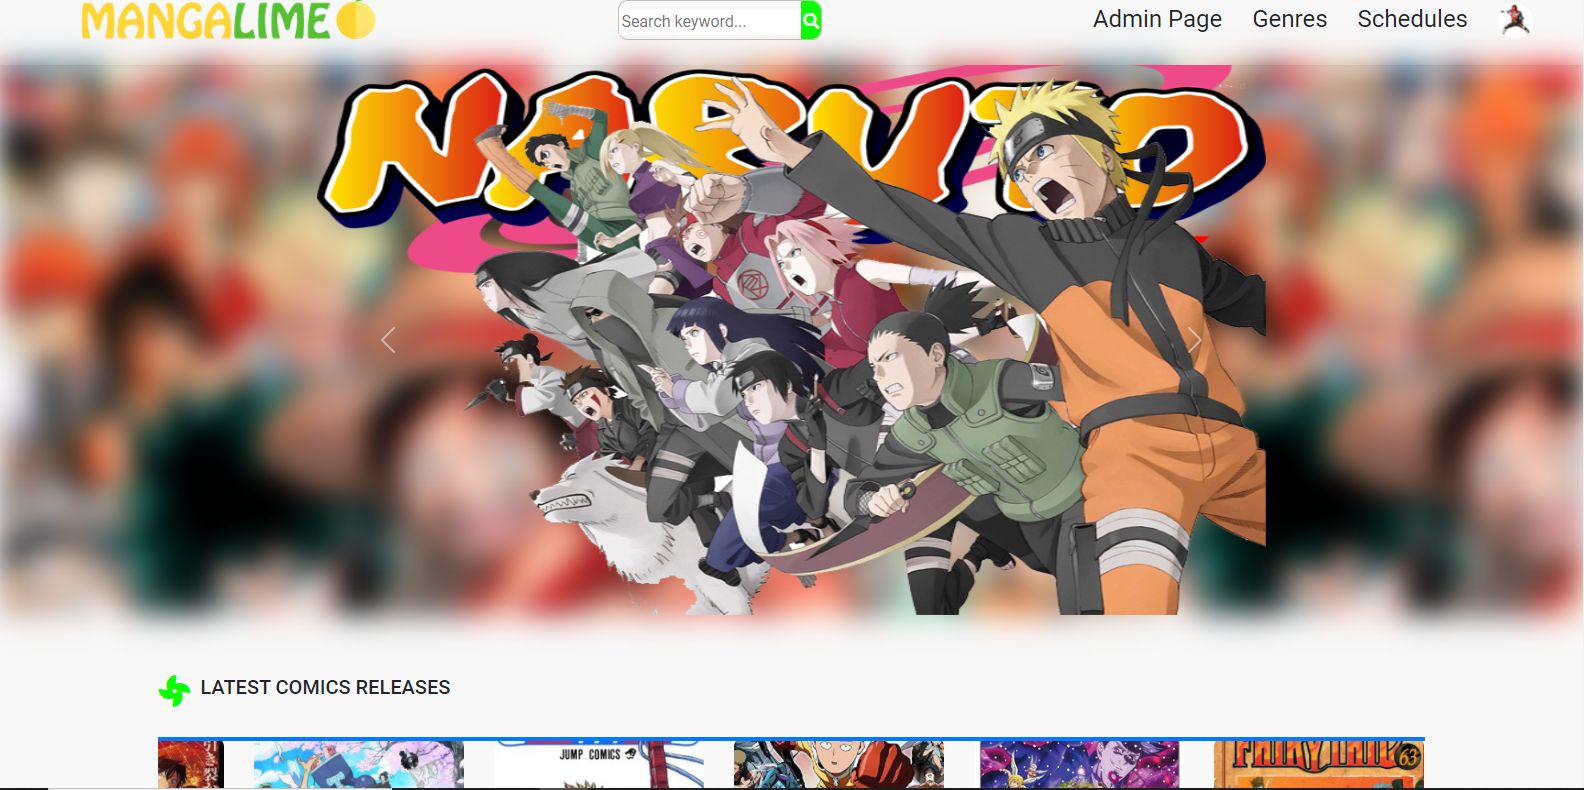 MANGALIME
Search keyword...
Admin Page
Genres
Schedules
NARUTO
LATEST COMICS RELEASES
JUMP COMICS
FAIRY TAIL 63